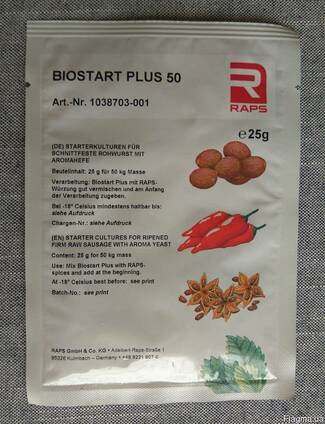 BIOSTART PLUS 50
Art.-Nr. 1038703-001
R
RAPS
e25g
(DE) STARTERKULTUREN FÜR
SCHNITTFESTE ROHWURST MIT
AROMAHEFE
Beutelinhalt: 25 g für 50 kg Masse
Verarbeitung: Biostart Plus mit RAPS-
Würzung gut vermischen und am Anfang
der Verarbeitung zugeben.
Bei -18° Celsius mindestens haltbar bis:
siehe Aufdruck
Chargen-Nr.: siehe Aufdruck
(EN) STARTER CULTURES FOR RIPENED
FIRM RAW SAUSAGE WITH AROMA YEAST
Content: 25 g for 50 kg mass
Use: Mix Biostart Plus with RAPS-
spices and add at the beginning.
At -18° Celsius best before: see print
Batch-No.: see print
RAPS GmbH & Co. KG • Adalbert-Raps-Straße 1
95326 Kulmbach – Germany • +49 9221 807-0
Flagma.ua